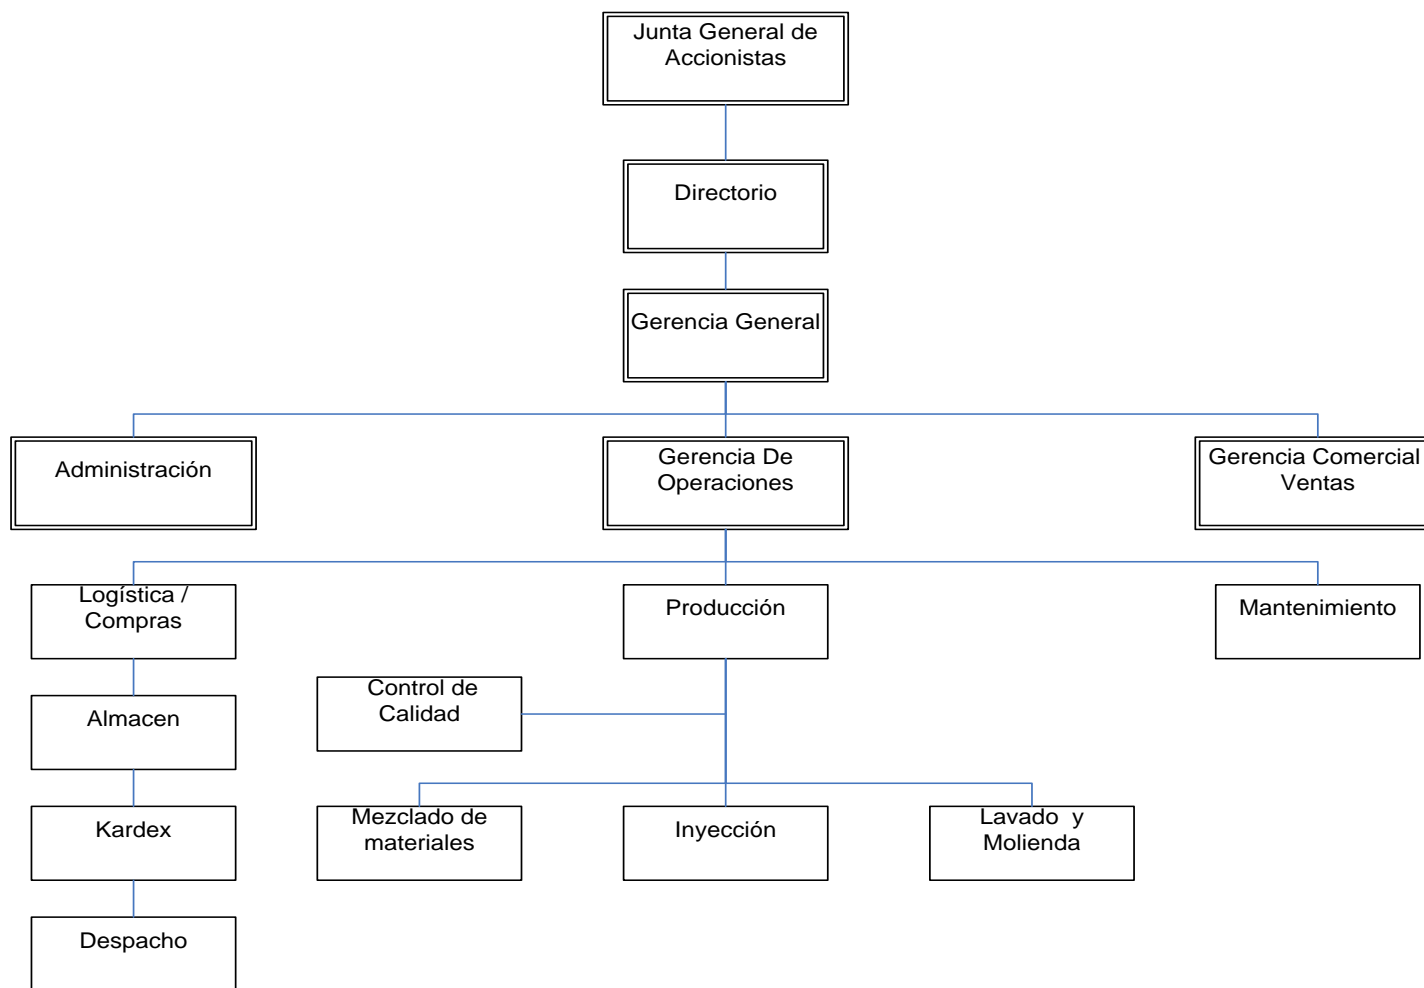 Junta General de
Accionistas
Directorio
Gerencia General
Administración
Gerencia De
Operaciones
Gerencia Comercial
Ventas
Logística /
Compras
Producción
Mantenimiento
Control de
Calidad
Almacen
Mezclado de
materiales
Inyección
Lavado y
Molienda
Kardex
Despacho